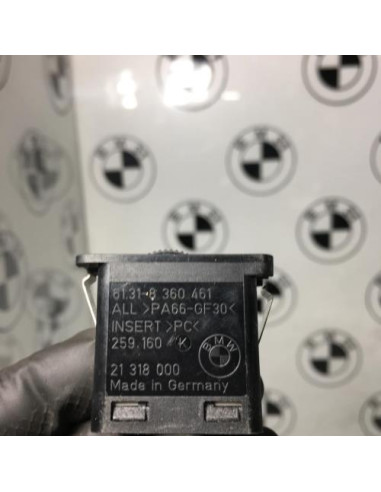 61.31-8 360 461
ALL >PA66-GF30<
INSERT >PC<
259.160 K
BMW
21 318 000
Made in Germany